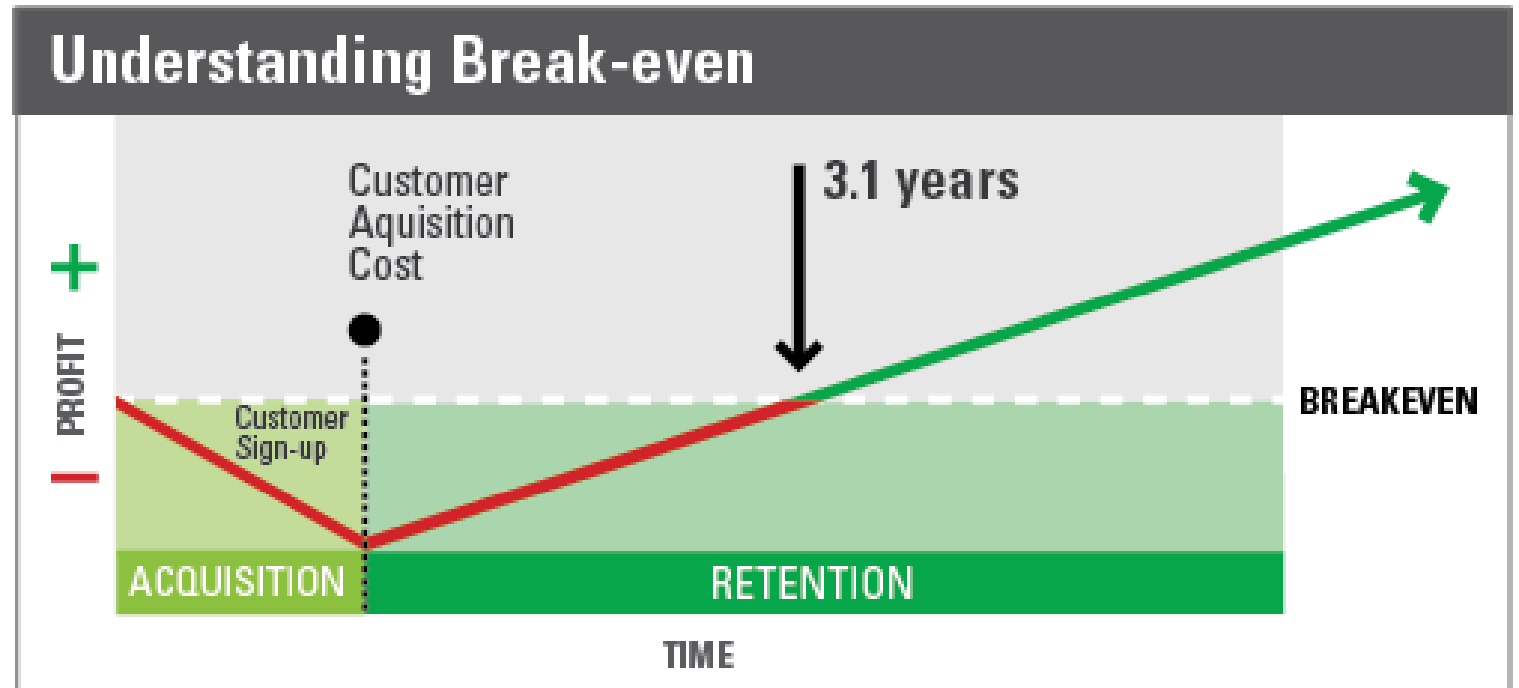 Understanding Break-even
Customer
Aquisition
Cost
3.1 years
+
PROFIT
−
Customer
Sign-up
BREAKEVEN
ACQUISITION
RETENTION
TIME